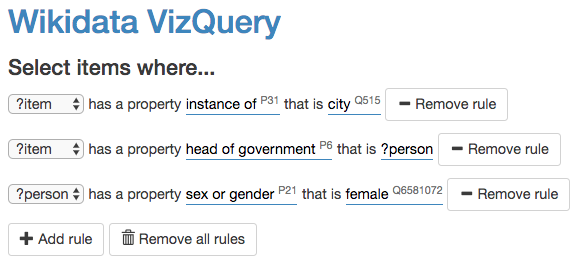 Wikidata VizQuery
Select items where...
?item has a property instance of P31 that is city Q515 − Remove rule
?item has a property head of government P6 that is ?person − Remove rule
?person has a property sex or gender P21 that is female Q6581072 − Remove rule
+ Add rule Remove all rules